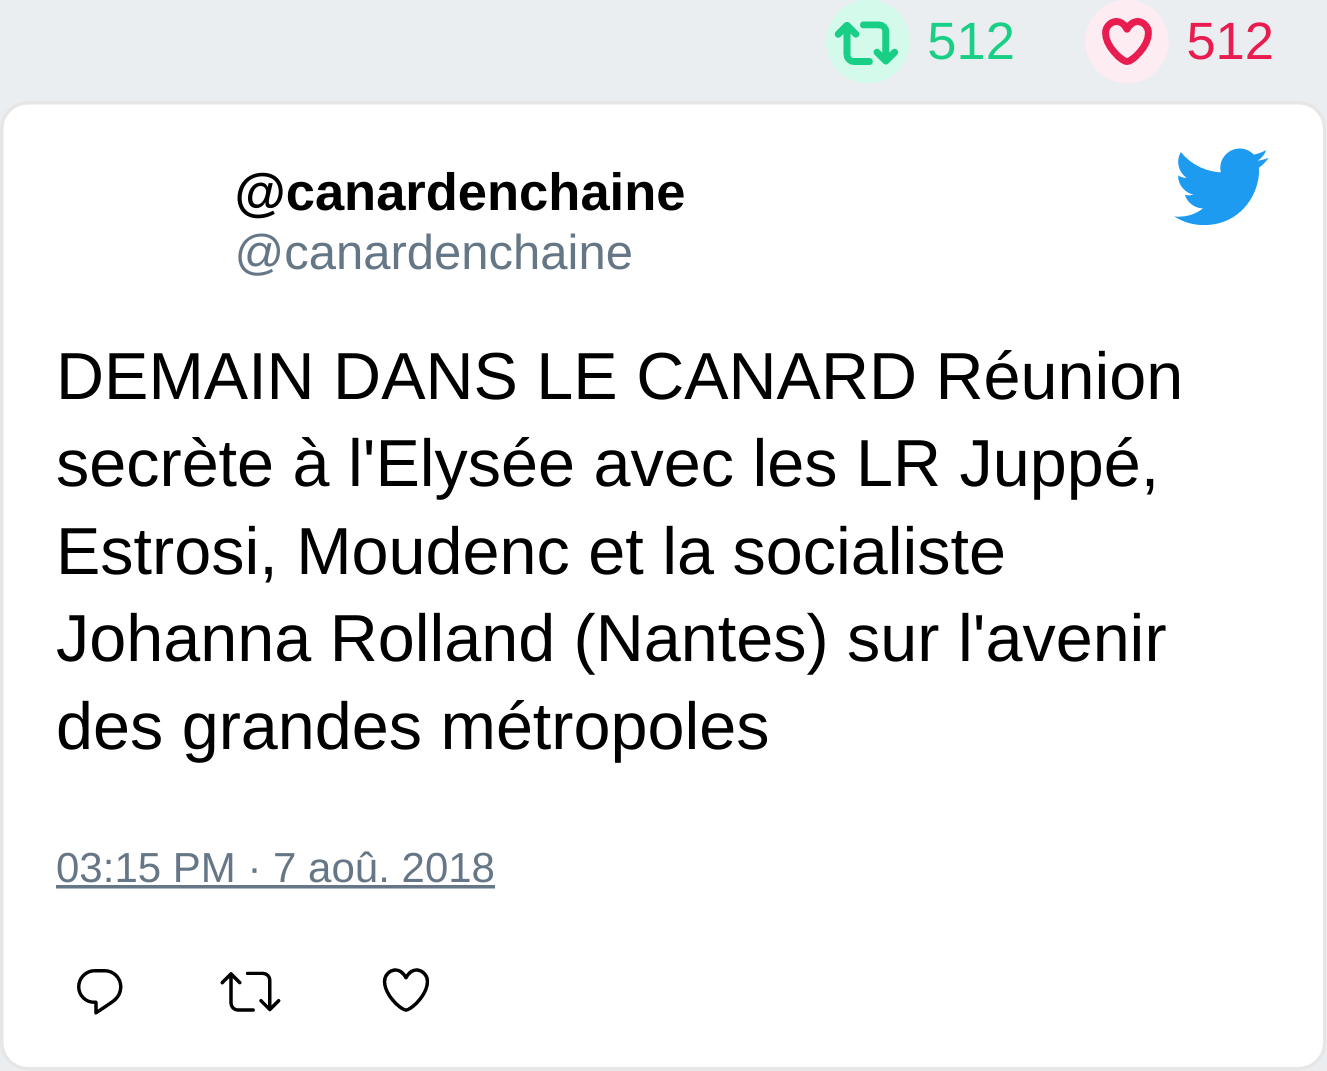 512 512
@canardenchaine
@canardenchaine
DEMAIN DANS LE CANARD Réunion
secrète à l'Elysée avec les LR Juppé,
Estrosi, Moudenc et la socialiste
Johanna Rolland (Nantes) sur l'avenir
des grandes métropoles
03:15 PM · 7 aoû. 2018